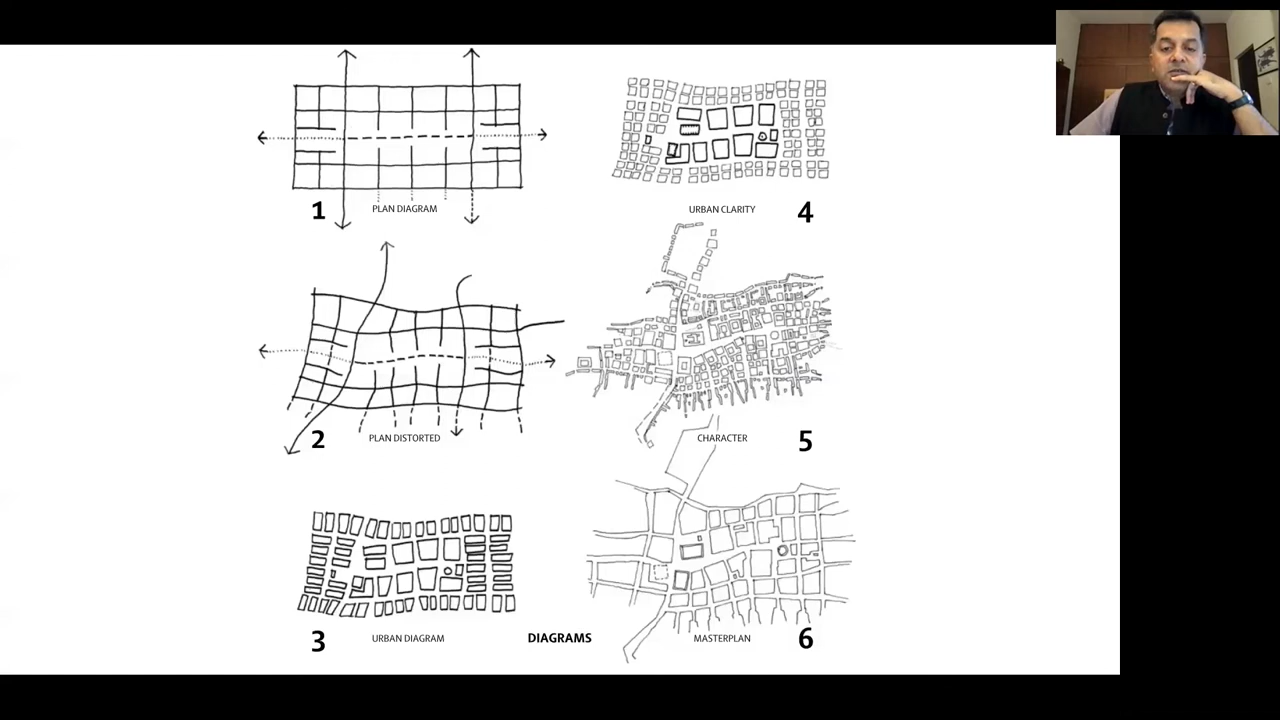 1 PLAN DIAGRAM
2 PLAN DISTORTED
3 URBAN DIAGRAM
DIAGRAMS
URBAN CLARITY 4
CHARACTER 5
MASTERPLAN 6